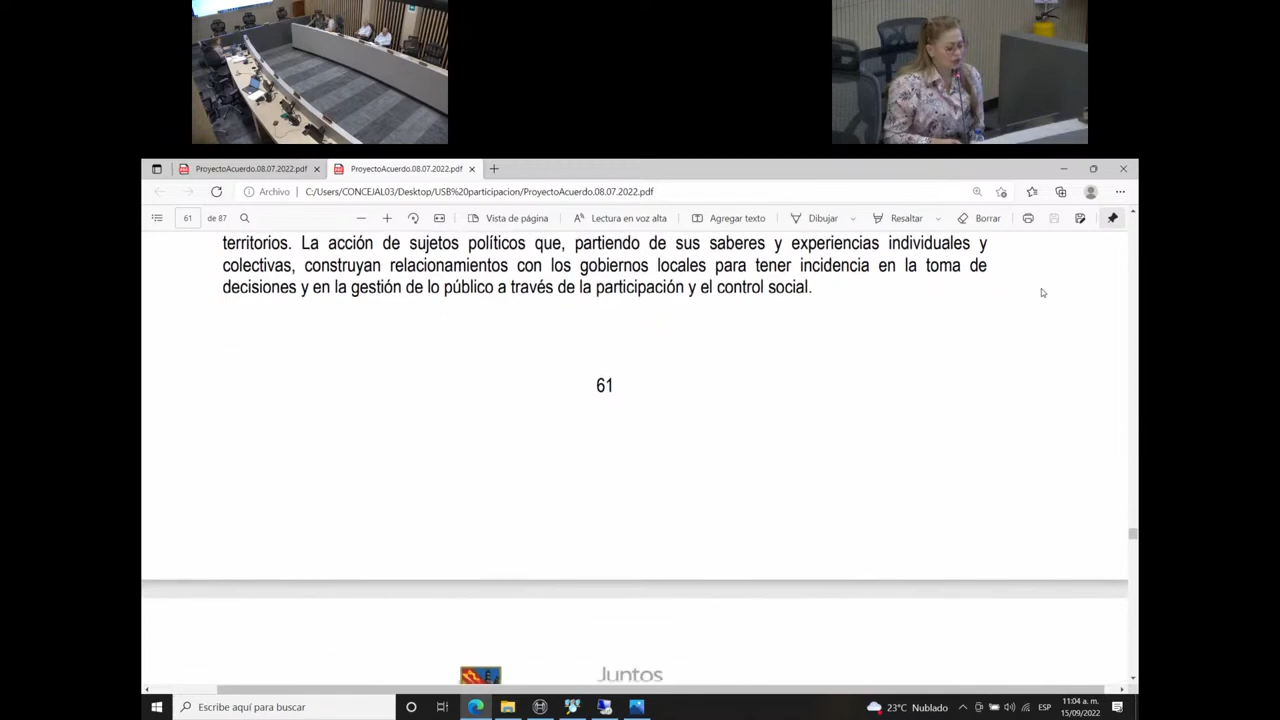 ProyectoAcuerdo.08.07.2022.pdf
ProyectoAcuerdo.08.07.2022.pdf
Archivo
C:/Users/CONCEJAL03/Desktop/USB%20participacion/ProyectoAcuerdo.08.07.2022.pdf
61 de 87
Vista de página
Lectura en voz alta
Agregar texto
Dibujar
Resaltar
Borrar
territorios. La acción de sujetos políticos que, partiendo de sus saberes y experiencias individuales y
colectivas, construyan relacionamientos con los gobiernos locales para tener incidencia en la toma de
decisiones y en la gestión de lo público a través de la participación y el control social.
61
Juntos
Escribe aquí para buscar
23°C Nublado
ESP
11:04 a. m.
15/09/2022